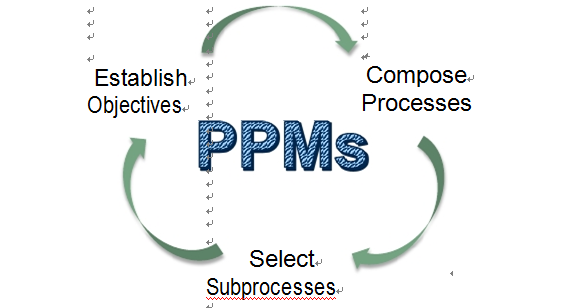 Establish
Objectives
Compose
Processes
PPMs
Select
Subprocesses